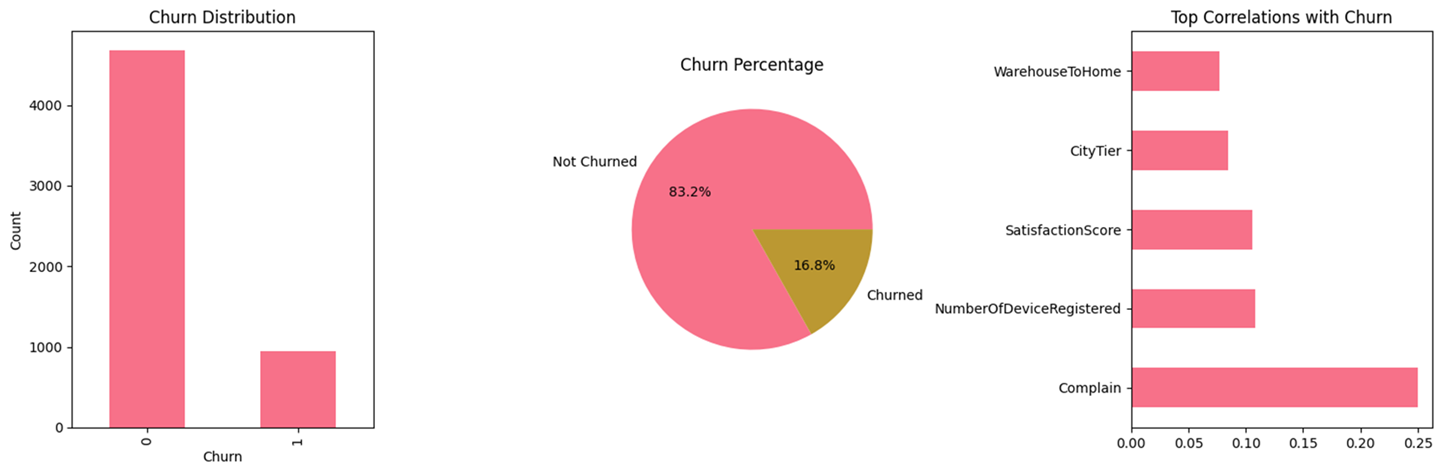 Churn Distribution
Count
4000
3000
2000
1000
0
0
1
Churn
Churn Percentage
Not Churned
83.2%
16.8%
Churned
Top Correlations with Churn
WarehouseToHome
CityTier
SatisfactionScore
NumberOfDeviceRegistered
Complain
0.00 0.05 0.10 0.15 0.20 0.25